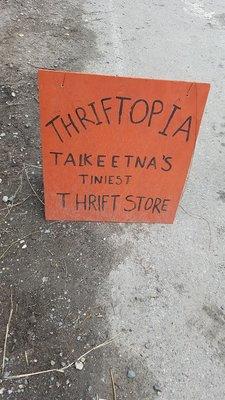 THRIFTOPIA
TALKEETNA'S
TINIEST
THRIFT STORE